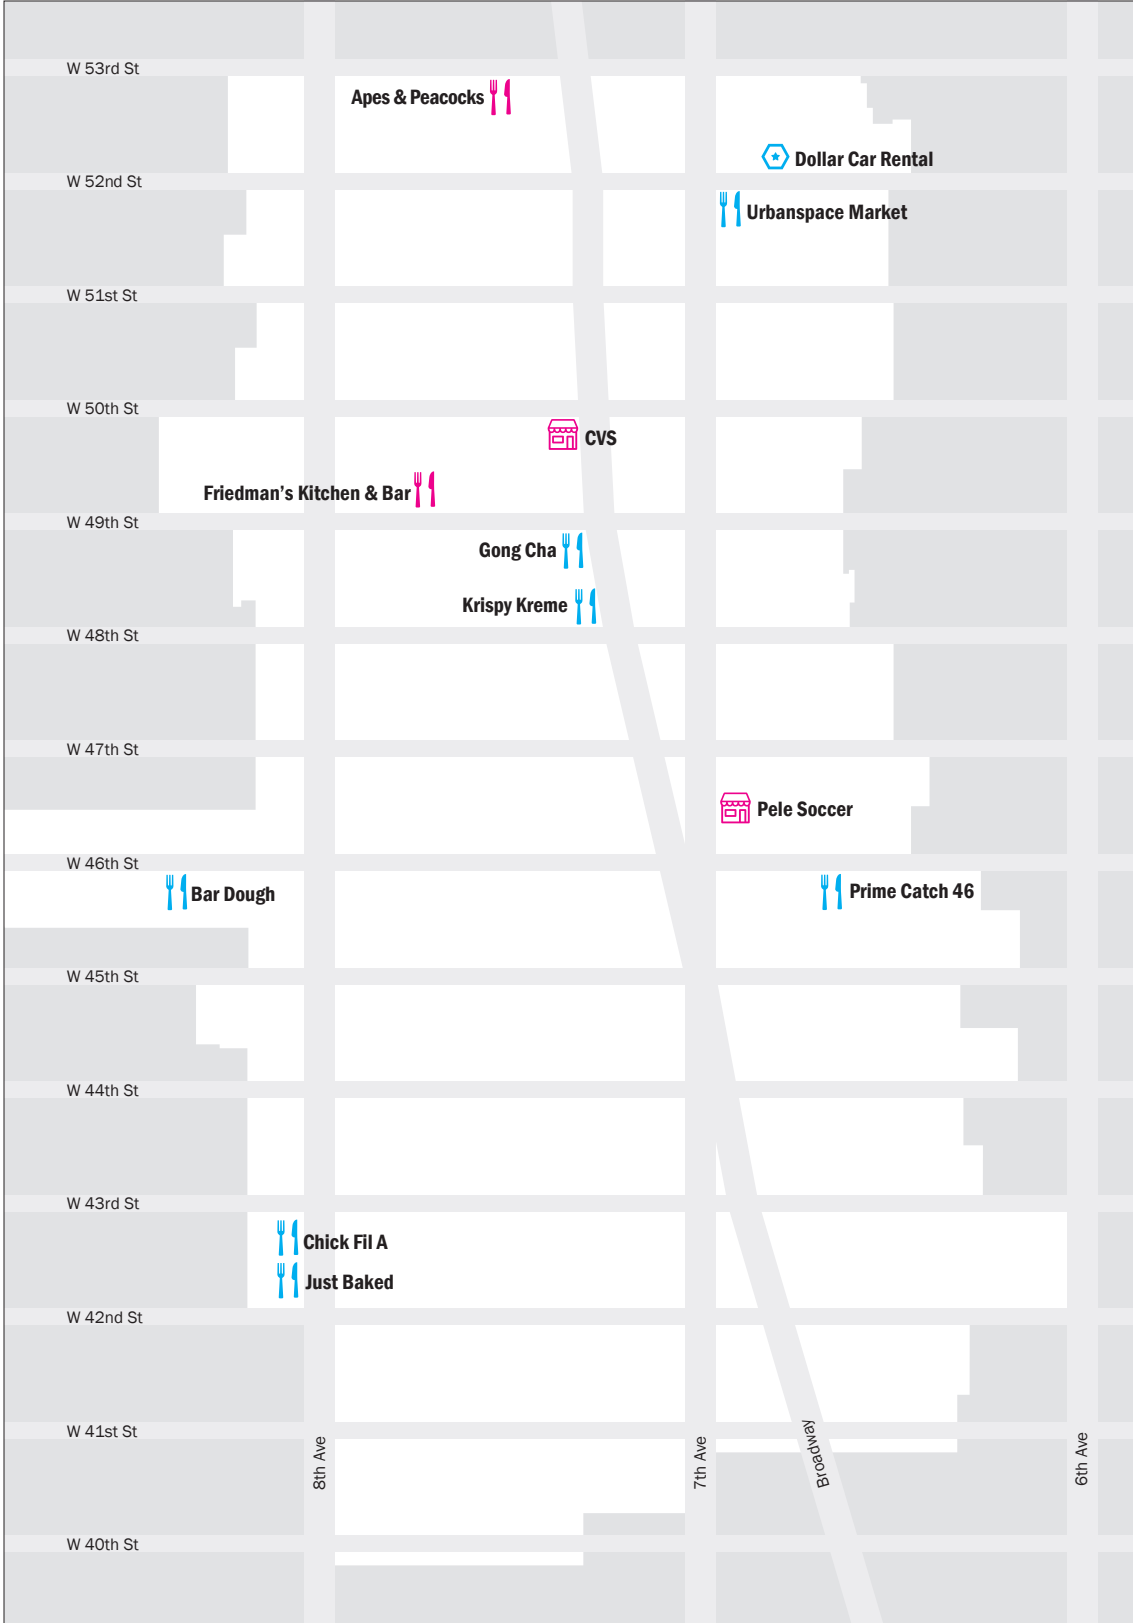 W 53rd St
Apes & Peacocks
Dollar Car Rental
W 52nd St
Urbanspace Market
W 51st St
W 50th St
CVS
Friedman’s Kitchen & Bar
W 49th St
Gong Cha
Krispy Kreme
W 48th St
W 47th St
Pele Soccer
W 46th St
Bar Dough
Prime Catch 46
W 45th St
W 44th St
W 43rd St
Chick Fil A
Just Baked
W 42nd St
W 41st St
8th Ave
7th Ave
Broadway
6th Ave
W 40th St